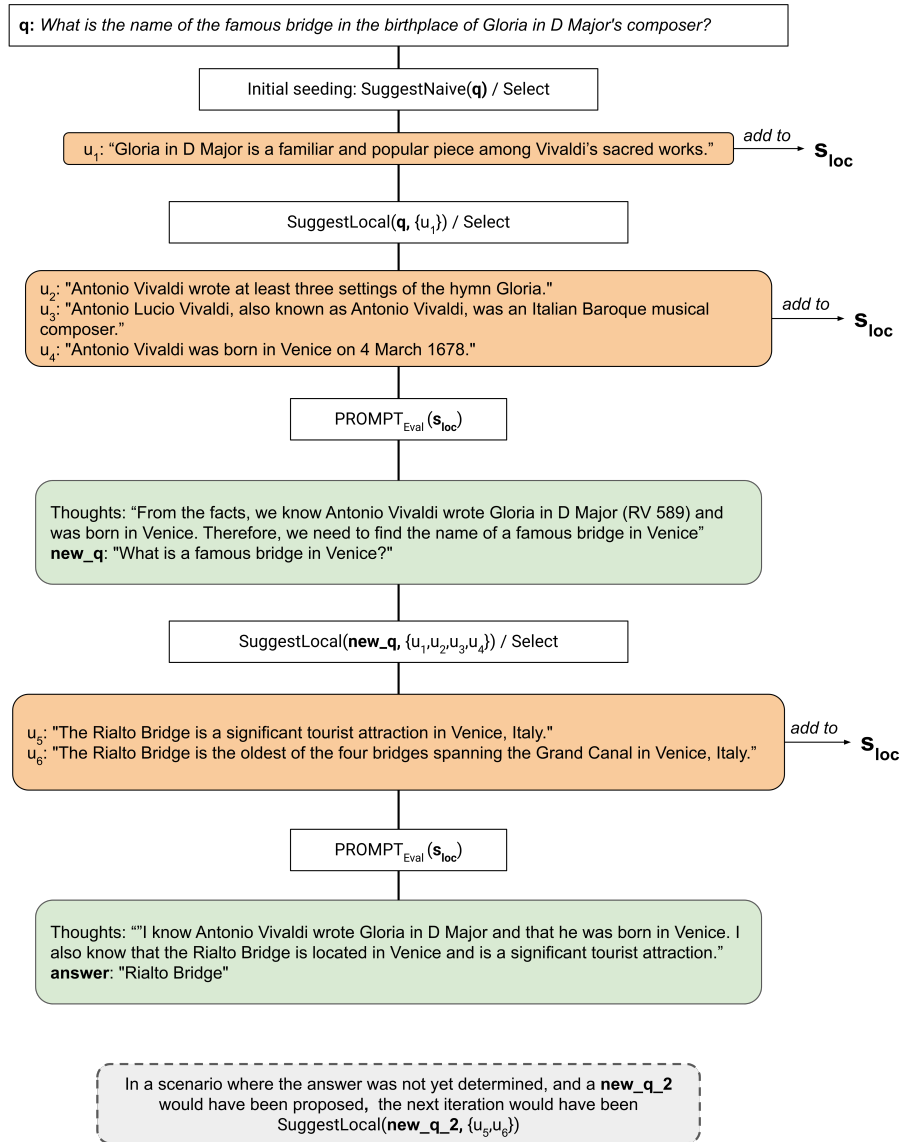 q: What is the name of the famous bridge in the birthplace of Gloria in D Major's composer?
Initial seeding: SuggestNaive(q) / Select
u1: “Gloria in D Major is a familiar and popular piece among Vivaldi’s sacred works.”
add to
sloc
SuggestLocal(q, {u1}) / Select
u2: "Antonio Vivaldi wrote at least three settings of the hymn Gloria."
u3: "Antonio Lucio Vivaldi, also known as Antonio Vivaldi, was an Italian Baroque musical
composer.”
u4: "Antonio Vivaldi was born in Venice on 4 March 1678."
add to
sloc
PROMPTEval (sloc)
Thoughts: “From the facts, we know Antonio Vivaldi wrote Gloria in D Major (RV 589) and
was born in Venice. Therefore, we need to find the name of a famous bridge in Venice”
new_q: "What is a famous bridge in Venice?"
SuggestLocal(new_q, {u1,u2,u3,u4}) / Select
u5: "The Rialto Bridge is a significant tourist attraction in Venice, Italy."
u6: "The Rialto Bridge is the oldest of the four bridges spanning the Grand Canal in Venice, Italy.”
add to
sloc
PROMPTEval (sloc)
Thoughts: “”I know Antonio Vivaldi wrote Gloria in D Major and that he was born in Venice. I
also know that the Rialto Bridge is located in Venice and is a significant tourist attraction.”
answer: "Rialto Bridge"
In a scenario where the answer was not yet determined, and a new_q_2
would have been proposed, the next iteration would have been
SuggestLocal(new_q_2, {u5,u6})